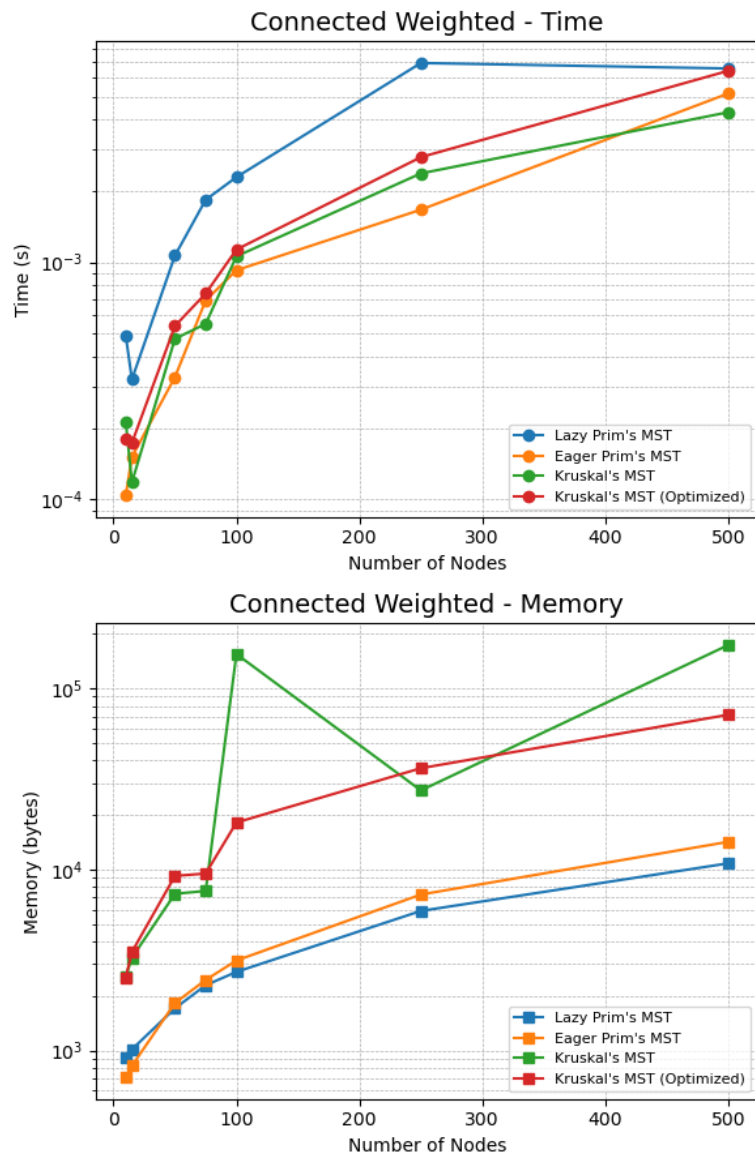 Connected Weighted - Time
Time (s)
10⁻³
10⁻⁴
Lazy Prim's MST
Eager Prim's MST
Kruskal's MST
Kruskal's MST (Optimized)
0 100 200 300 400 500
Number of Nodes
Connected Weighted - Memory
Memory (bytes)
10⁵
10⁴
10³
Lazy Prim's MST
Eager Prim's MST
Kruskal's MST
Kruskal's MST (Optimized)
0 100 200 300 400 500
Number of Nodes